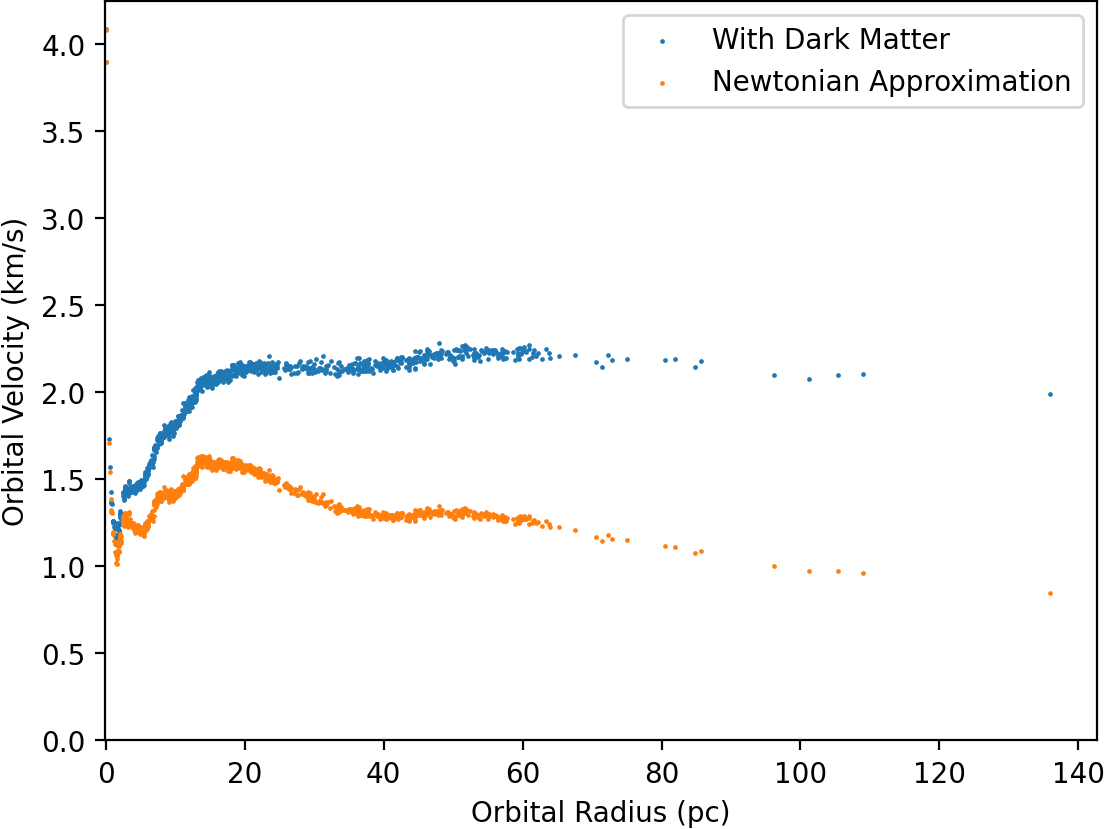 With Dark Matter
Newtonian Approximation
Orbital Velocity (km/s)
4.0
3.5
3.0
2.5
2.0
1.5
1.0
0.5
0.0
0 20 40 60 80 100 120 140
Orbital Radius (pc)